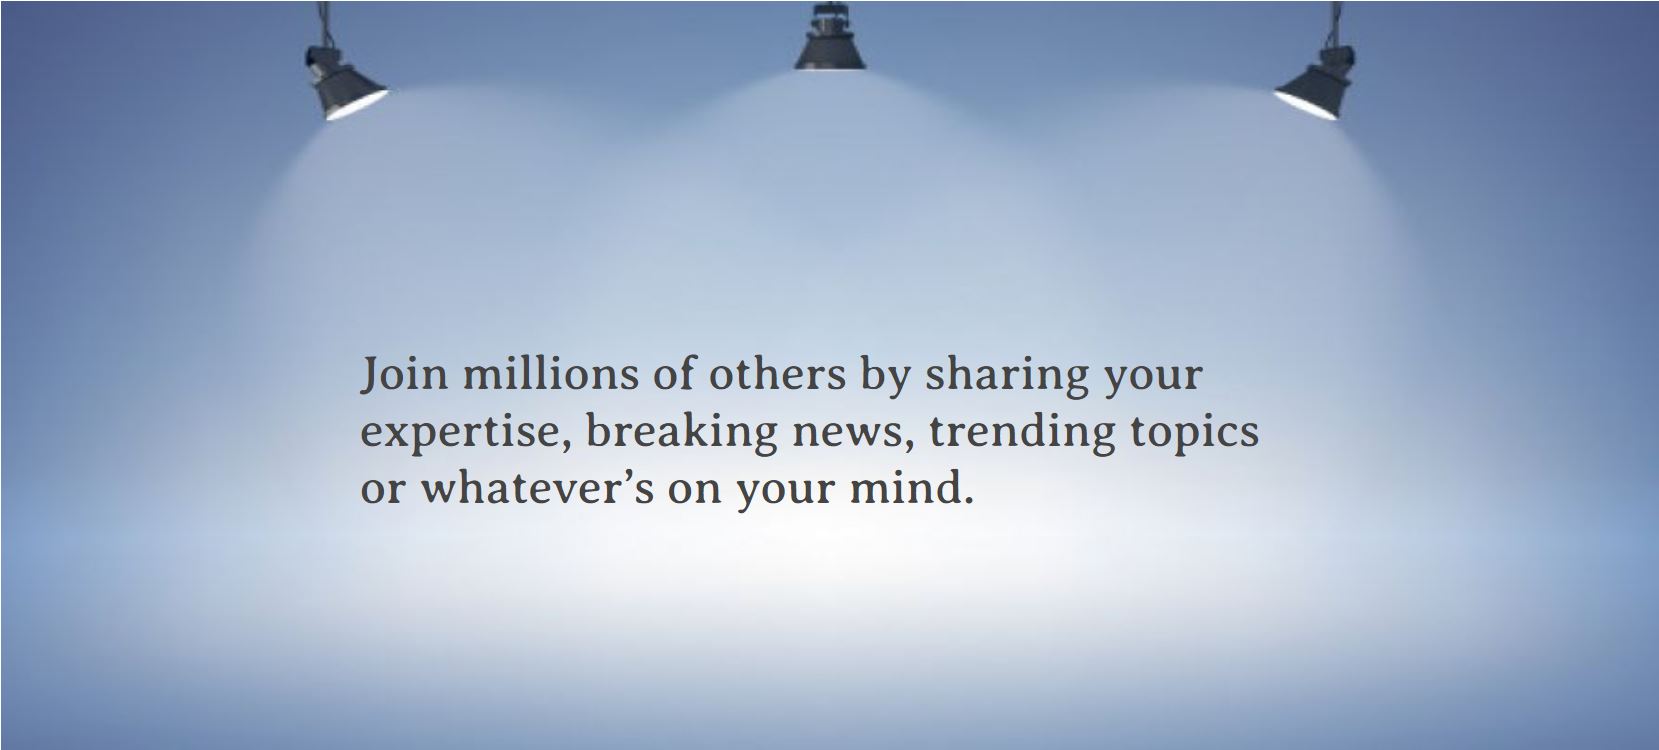 Join millions of others by sharing your
expertise, breaking news, trending topics
or whatever’s on your mind.